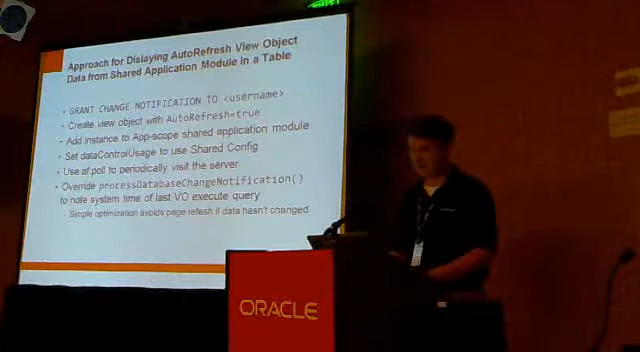 Approach for Dislaying AutoRefresh View Object
Data from Shared Application Module in a Table
• GRANT CHANGE NOTIFICATION TO <username>
• Create view object with AutoRefresh=true
• Add instance to App-scope shared application module
• Set dataControlUsage to use Shared Config
• Use af poll to periodically visit the server
• Override processDatabaseChangeNotification()
to note system time of last VO execute query
– Simple optimization avoids page refesh if data hasn't changed
ORACLE